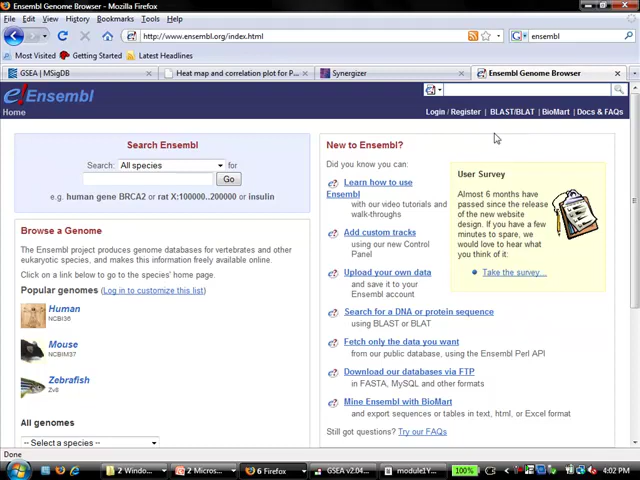 Ensembl Genome Browser - Mozilla Firefox
File Edit View History Bookmarks Tools Help
http://www.ensembl.org/index.html
ensembl
Most Visited Getting Started Latest Headlines
GSEA | MSigDB
Heat map and correlation plot for P...
Synergizer
Ensembl Genome Browser
e!Ensembl
Login / Register | BLAST/BLAT | BioMart | Docs & FAQs
Home
Search Ensembl
Search: All species for
Go
e.g. human gene BRCA2 or rat X:100000..200000 or insulin
Browse a Genome
The Ensembl project produces genome databases for vertebrates and other
eukaryotic species, and makes this information freely available online.
Click on a link below to go to the species' home page.
Popular genomes (Log in to customize this list)
Human
NCBI36
Mouse
NCBIM37
Zebrafish
Zv8
All genomes
-- Select a species --
New to Ensembl?
Did you know you can:
Learn how to use
Ensembl
with our video tutorials and
walk-throughs
Add custom tracks
using our new Control
Panel
Upload your own data
and save it to your
Ensembl account
Search for a DNA or protein sequence
using BLAST or BLAT
Fetch only the data you want
from our public database, using the Ensembl Perl API
Download our databases via FTP
in FASTA, MySQL and other formats
Mine Ensembl with BioMart
and export sequences or tables in text, html, or Excel format
Still got questions? Try our FAQs
User Survey
Almost 6 months have
passed since the release
of the new website
design. If you have a few
minutes to spare, we
would love to hear what
you think of it:
Take the survey...
Done
2 Window...
2 Micros...
6 Firefox
GSEA v2.04...
module1Y...
100%
4:02 PM